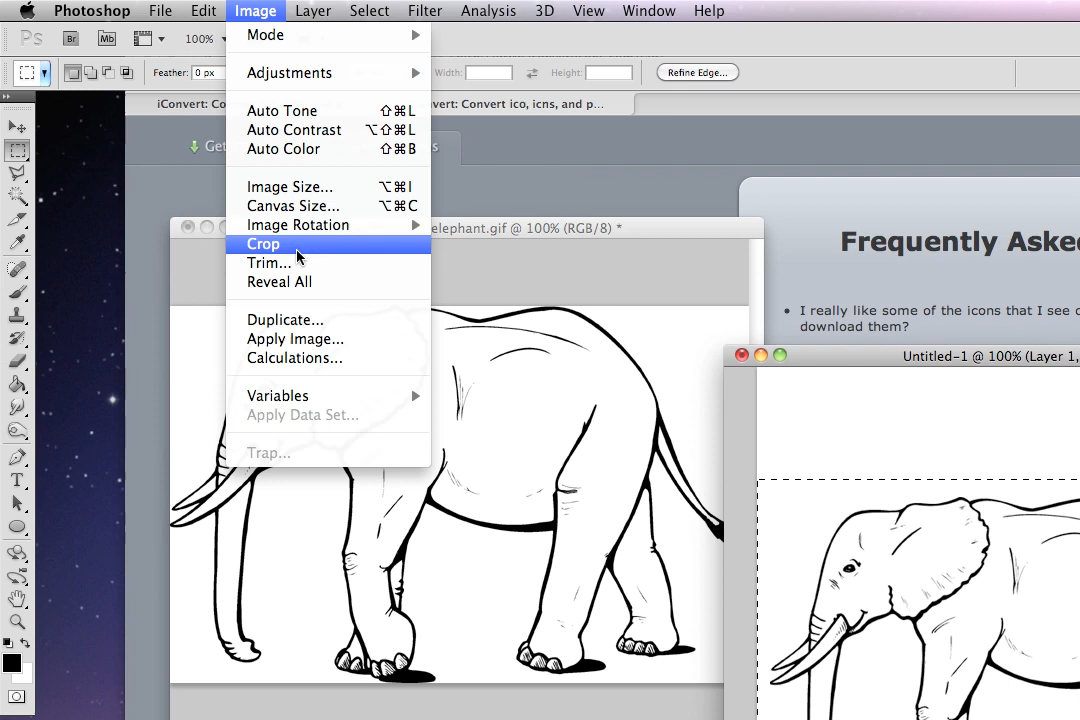 Photoshop File Edit Image Layer Select Filter Analysis 3D View Window Help
Ps Br Mb 100%
Feather: 0 px Width: Height: Refine Edge...
iConvert: Co
vert: Convert ico, icns, and p...
Get
s
Mode
Adjustments
Auto Tone ⇧⌘L
Auto Contrast ⌥⇧⌘L
Auto Color ⇧⌘B
Image Size... ⌥⌘I
Canvas Size... ⌥⌘C
Image Rotation
Crop
Trim...
Reveal All
Duplicate...
Apply Image...
Calculations...
Variables
Apply Data Set...
Trap...
elephant.gif @ 100% (RGB/8) *
Frequently Aske
• I really like some of the icons that I see
download them?
Untitled-1 @ 100% (Layer 1,
T